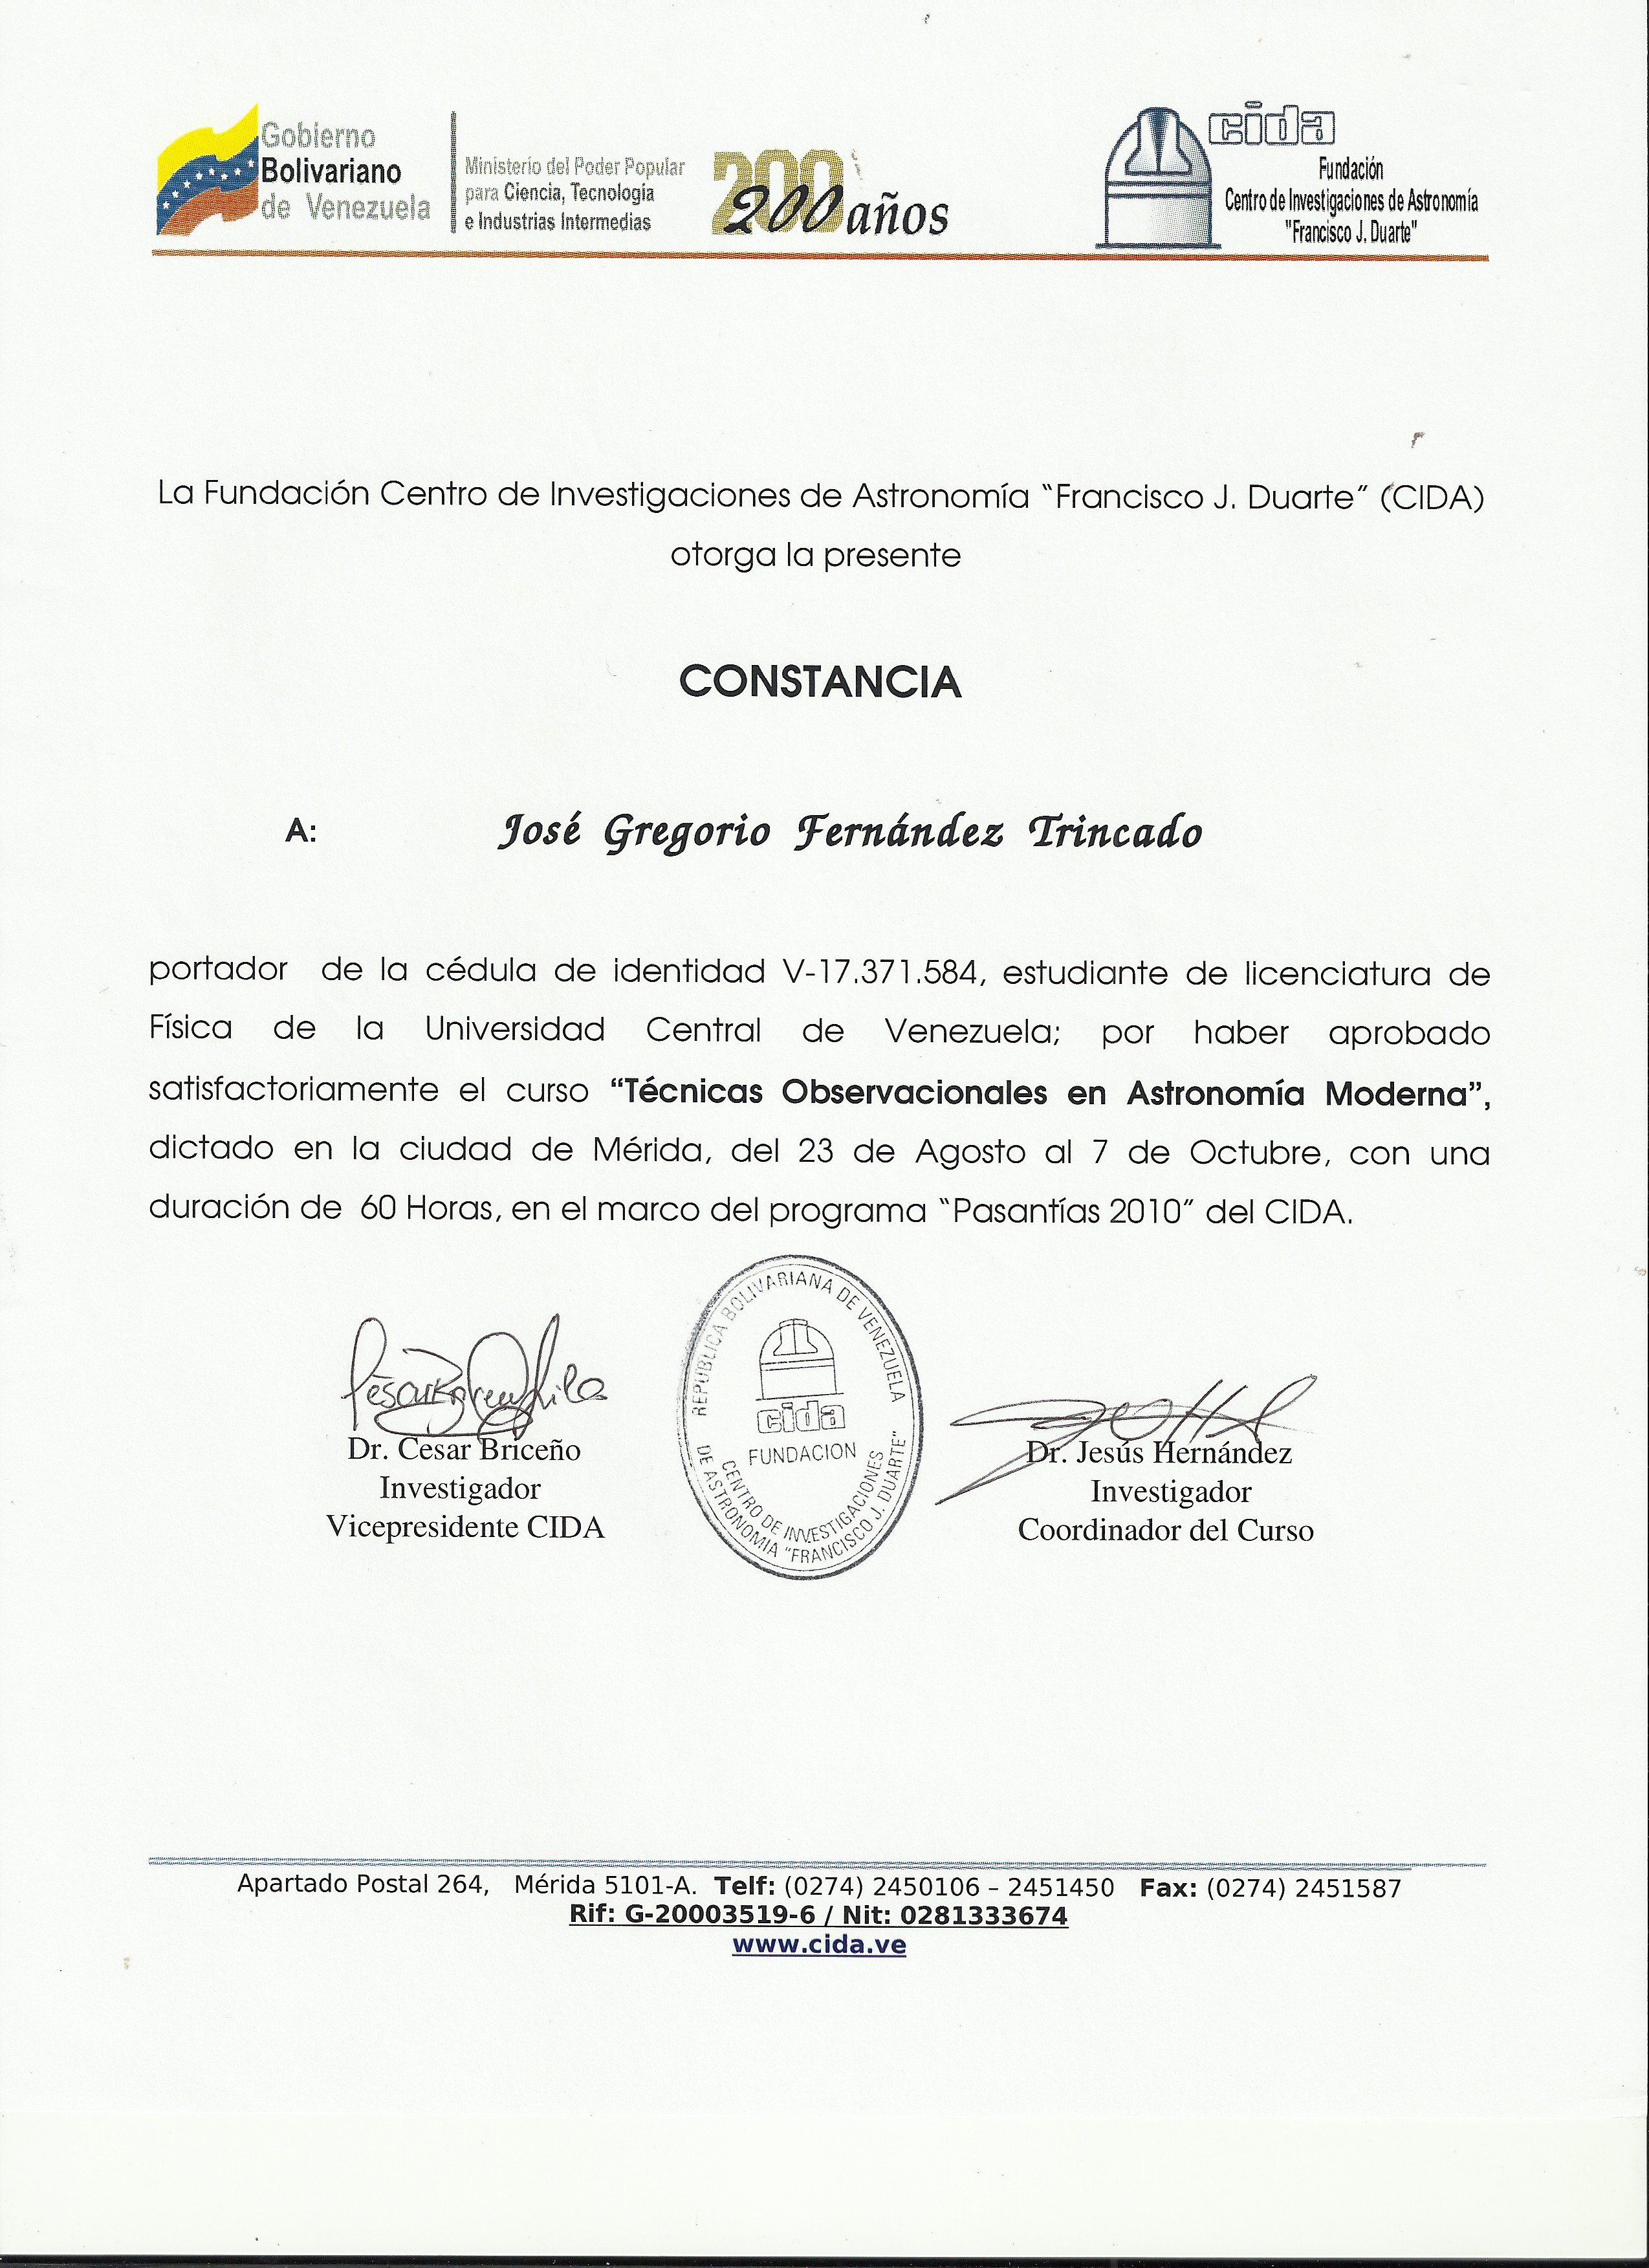 Gobierno
Bolivariano
de Venezuela
Ministerio del Poder Popular
para Ciencia, Tecnología
e Industrias Intermedias
200
200 años
cida
Fundación
Centro de Investigaciones de Astronomía
"Francisco J. Duarte"
La Fundación Centro de Investigaciones de Astronomía “Francisco J. Duarte” (CIDA)
otorga la presente
CONSTANCIA
A: José Gregorio Fernández Trincado
portador de la cédula de identidad V-17.371.584, estudiante de licenciatura de
Física de la Universidad Central de Venezuela; por haber aprobado
satisfactoriamente el curso “Técnicas Observacionales en Astronomía Moderna”,
dictado en la ciudad de Mérida, del 23 de Agosto al 7 de Octubre, con una
duración de 60 Horas, en el marco del programa “Pasantías 2010” del CIDA.
REPUBLICA BOLIVARIANA DE VENEZUELA
cida
FUNDACION
CENTRO DE INVESTIGACIONES
DE ASTRONOMIA "FRANCISCO J. DUARTE"
Dr. Cesar Briceño
Investigador
Vicepresidente CIDA
Dr. Jesús Hernández
Investigador
Coordinador del Curso
Apartado Postal 264, Mérida 5101-A. Telf: (0274) 2450106 – 2451450 Fax: (0274) 2451587
Rif: G-20003519-6 / Nit: 0281333674
www.cida.ve